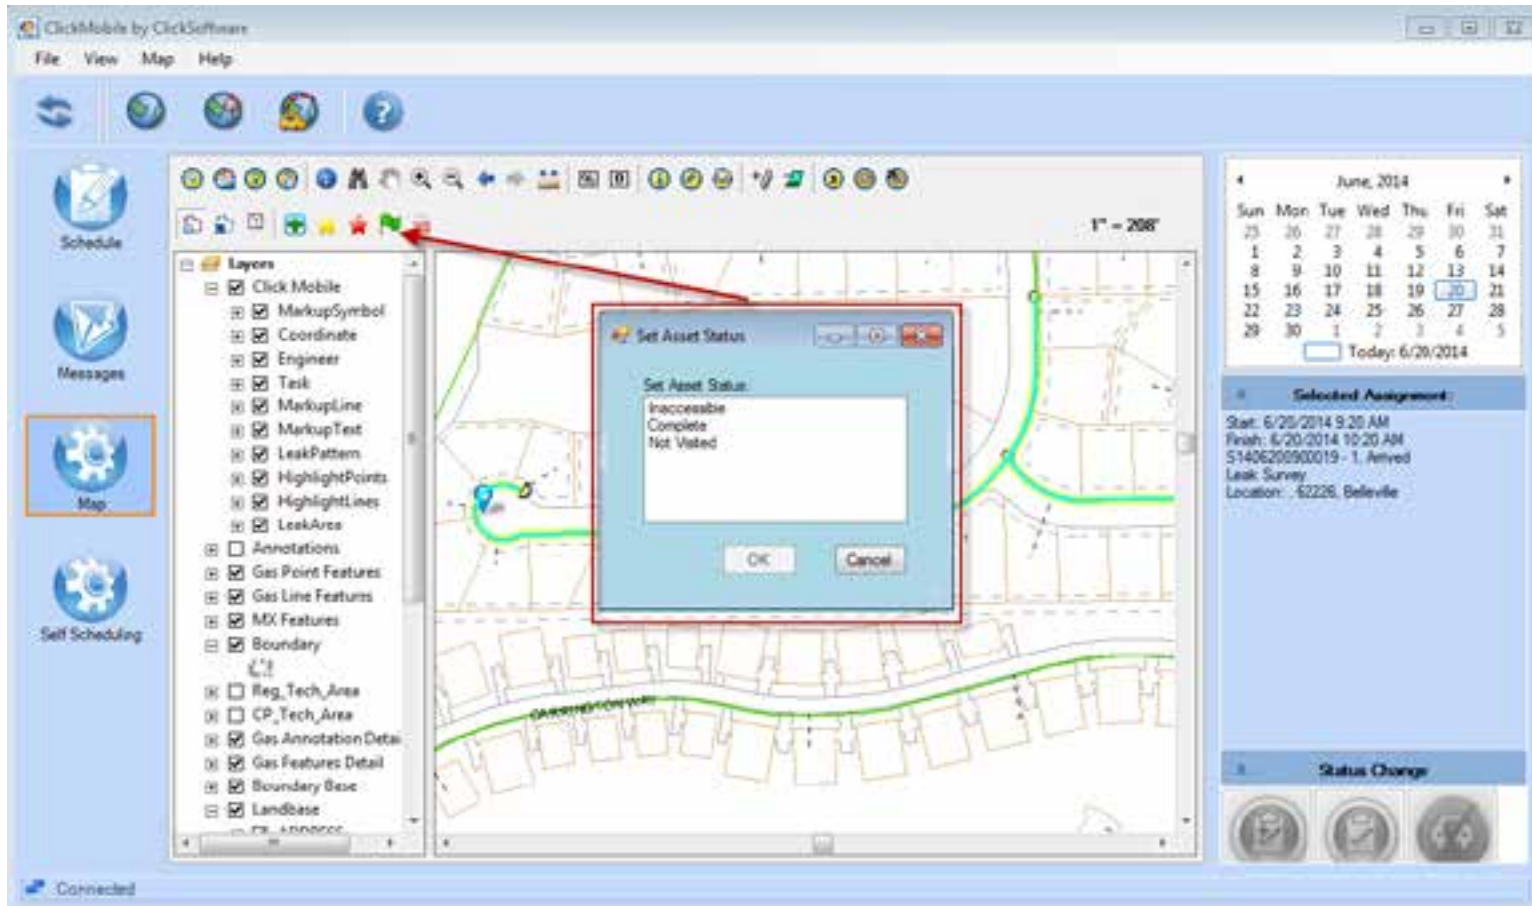 ClickMobile by ClickSoftware
File View Map Help
Schedule
Messages
Map
Self Scheduling
1" = 208'
Layers
Click Mobile
MarkupSymbol
Coordinate
Engineer
Task
MarkupLine
MarkupText
LeakPattern
HighlightPoints
HighlightLines
LeakArea
Annotations
Gas Point Features
Gas Line Features
MX Features
Boundary
Reg_Tech_Area
CP_Tech_Area
Gas Annotation Detai
Gas Features Detail
Boundary Base
Landbase
Set Asset Status
Set Asset Status:
Inaccessible
Complete
Not Visited
OK Cancel
CARRINGTON WAY
June, 2014
Sun Mon Tue Wed Thu Fri Sat
25 26 27 28 29 30 31
1 2 3 4 5 6 7
8 9 10 11 12 13 14
15 16 17 18 19 20 21
22 23 24 25 26 27 28
29 30 1 2 3 4 5
Today: 6/20/2014
Selected Assignment:
Start: 6/20/2014 9:20 AM
Finish: 6/20/2014 10:20 AM
S1406200900019 - 1, Arrived
Leak Survey
Location: , 62226, Belleville
Status Change
Connected